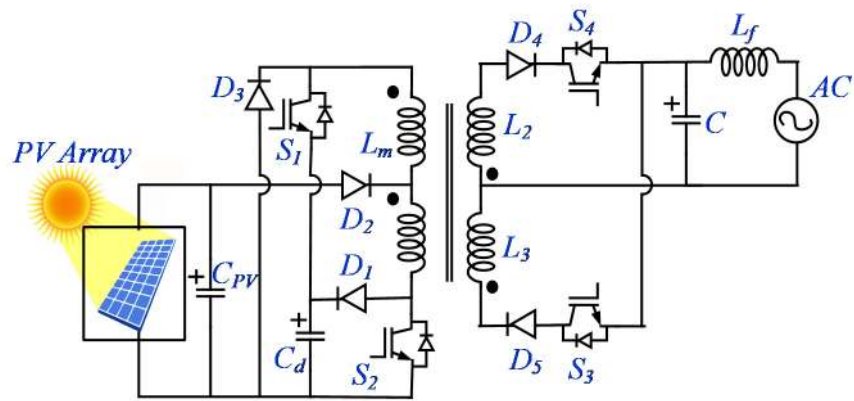 D4
S4
Lf
D3
AC
PV Array
S1
Lm
L2
+
C
D2
+
CPV
D1
L3
+
Cd
S2
D5
S3